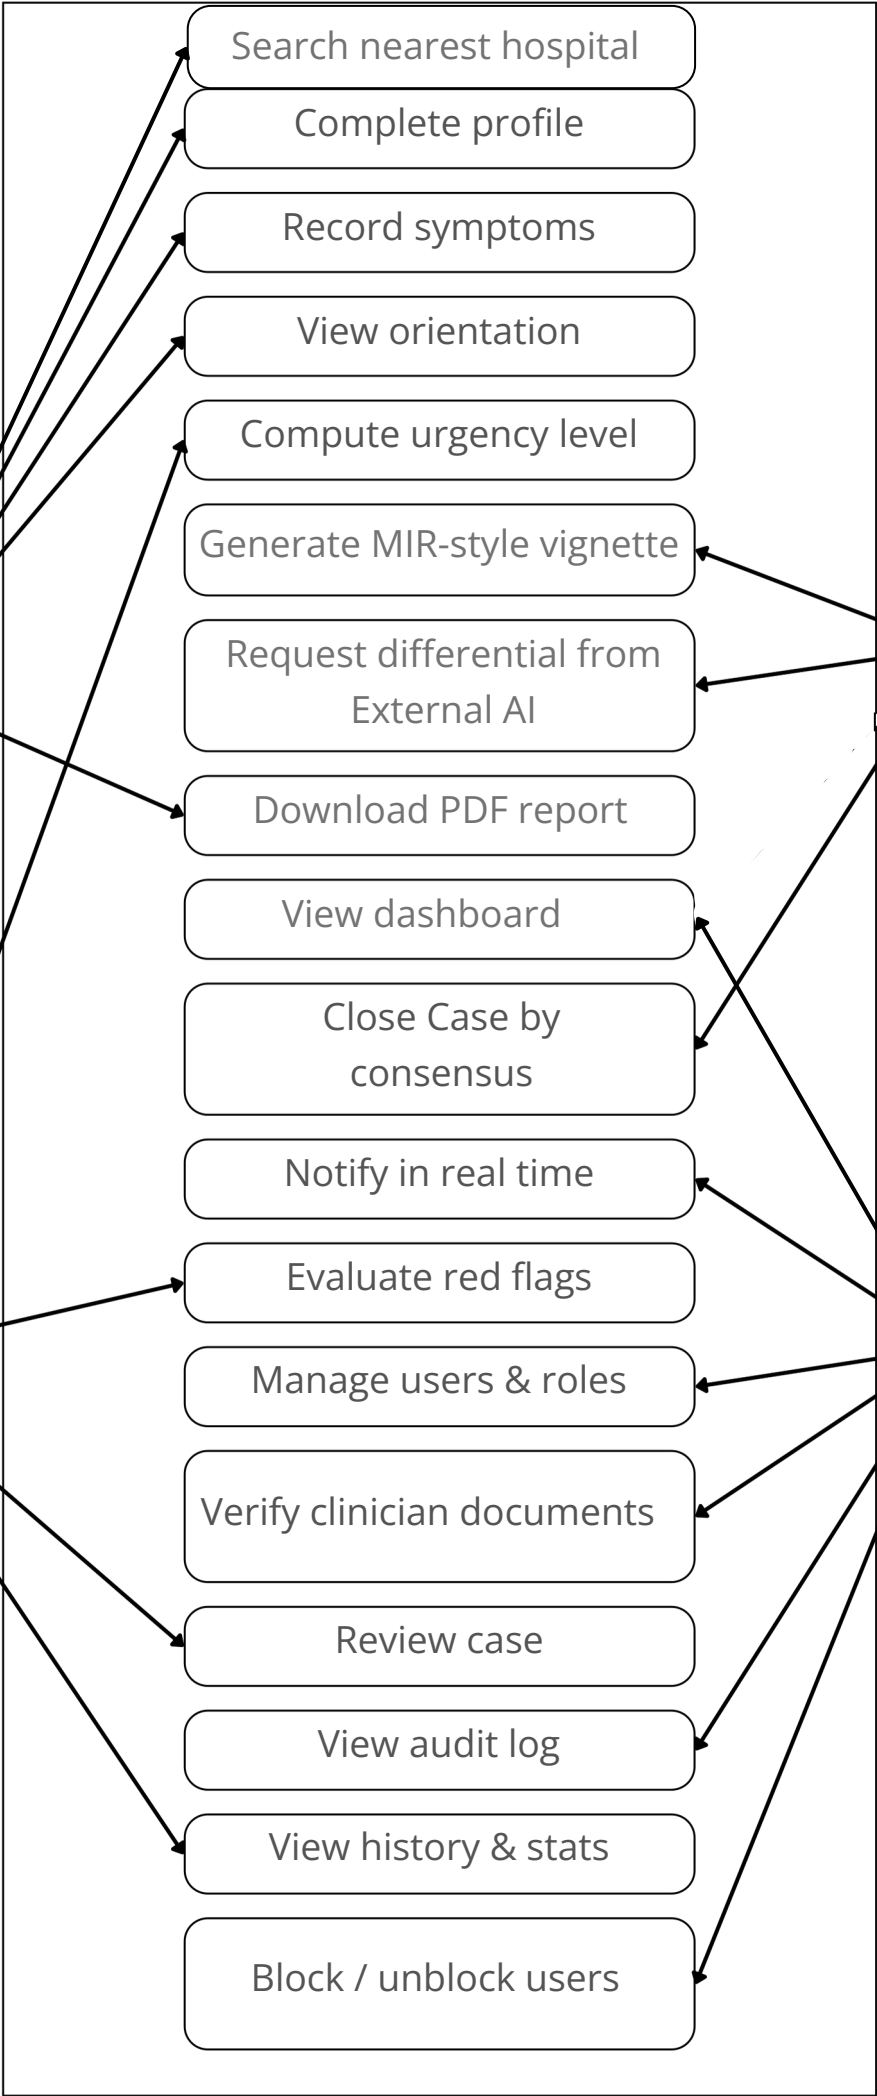 Search nearest hospital
Complete profile
Record symptoms
View orientation
Compute urgency level
Generate MIR-style vignette
Request differential from
External AI
Download PDF report
View dashboard
Close Case by
consensus
Notify in real time
Evaluate red flags
Manage users & roles
Verify clinician documents
Review case
View audit log
View history & stats
Block / unblock users